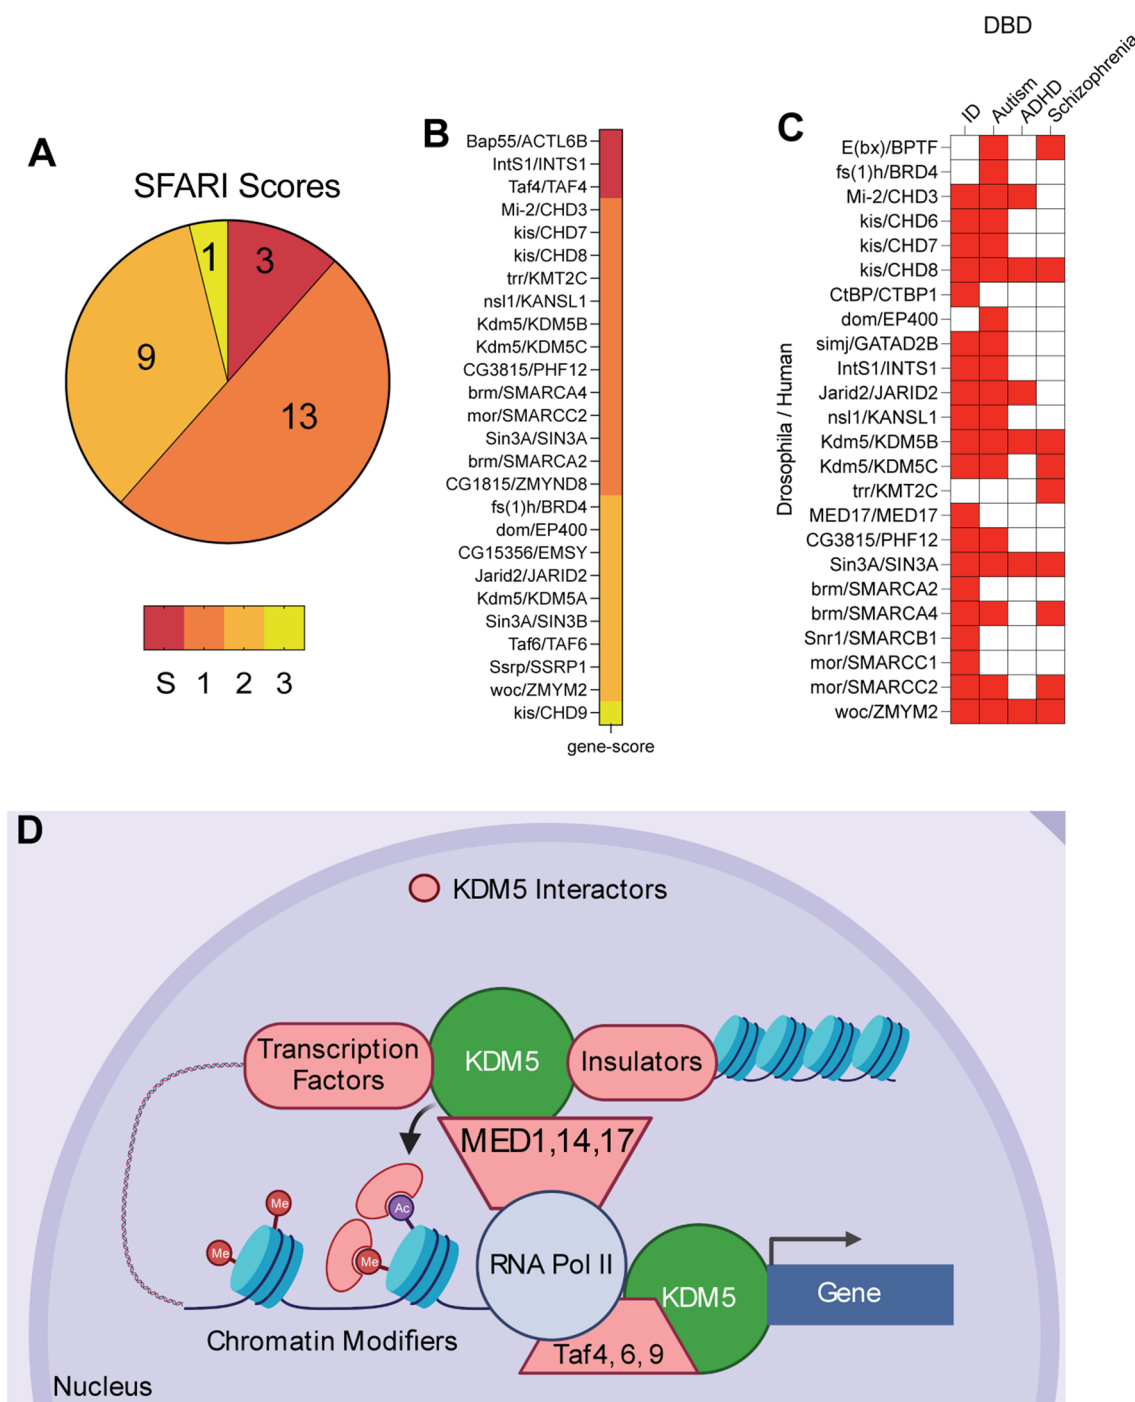 A
SFARI Scores
1
3
9
13
S 1 2 3
B
Bap55/ACTL6B
IntS1/INTS1
Taf4/TAF4
Mi-2/CHD3
kis/CHD7
kis/CHD8
trr/KMT2C
nsl1/KANSL1
Kdm5/KDM5B
Kdm5/KDM5C
CG3815/PHF12
brm/SMARCA4
mor/SMARCC2
Sin3A/SIN3A
brm/SMARCA2
CG1815/ZMYND8
fs(1)h/BRD4
dom/EP400
CG15356/EMSY
Jarid2/JARID2
Kdm5/KDM5A
Sin3A/SIN3B
Taf6/TAF6
Ssrp/SSRP1
woc/ZMYM2
kis/CHD9
gene-score
C
DBD
ID
Autism
ADHD
Schizophrenia
Drosophila / Human
E(bx)/BPTF
fs(1)h/BRD4
Mi-2/CHD3
kis/CHD6
kis/CHD7
kis/CHD8
CtBP/CTBP1
dom/EP400
simj/GATAD2B
IntS1/INTS1
Jarid2/JARID2
nsl1/KANSL1
Kdm5/KDM5B
Kdm5/KDM5C
trr/KMT2C
MED17/MED17
CG3815/PHF12
Sin3A/SIN3A
brm/SMARCA2
brm/SMARCA4
Snr1/SMARCB1
mor/SMARCC1
mor/SMARCC2
woc/ZMYM2
D
KDM5 Interactors
Transcription
Factors
KDM5
Insulators
MED1,14,17
Me
Ac
Me
Me
RNA Pol II
KDM5
Gene
Taf4, 6, 9
Chromatin Modifiers
Nucleus